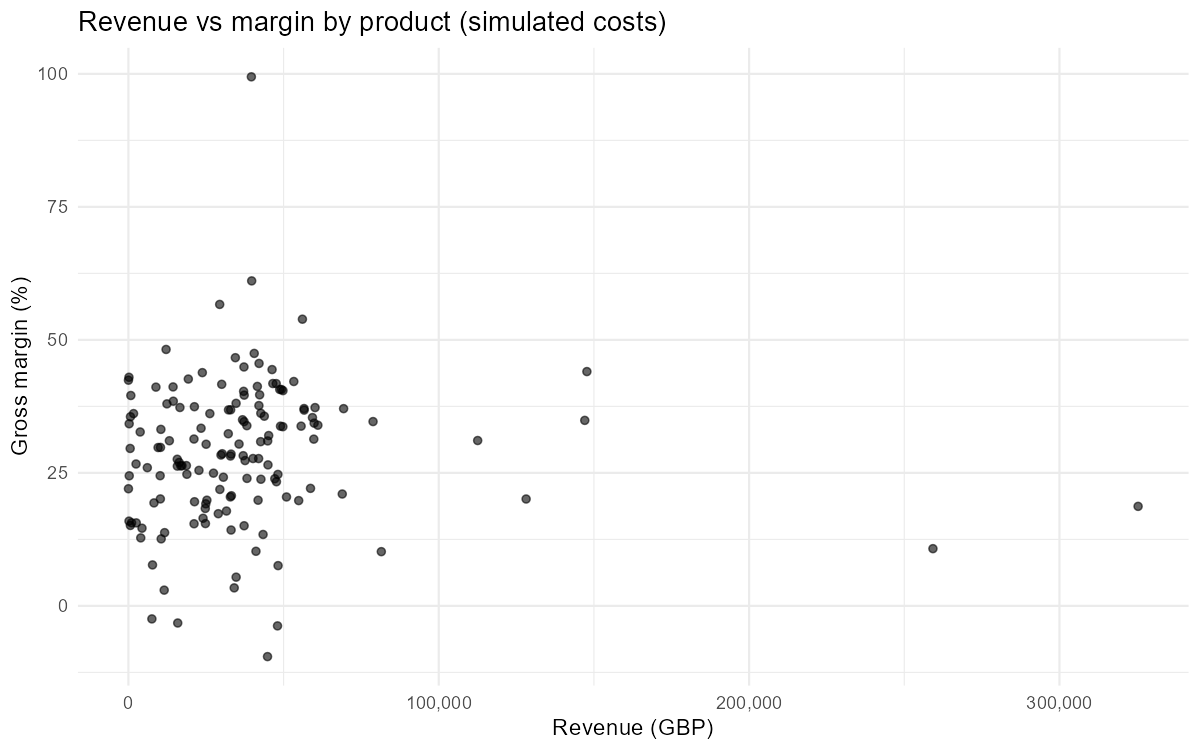 Revenue vs margin by product (simulated costs)
100
75
50
25
0
Gross margin (%)
0 100,000 200,000 300,000
Revenue (GBP)